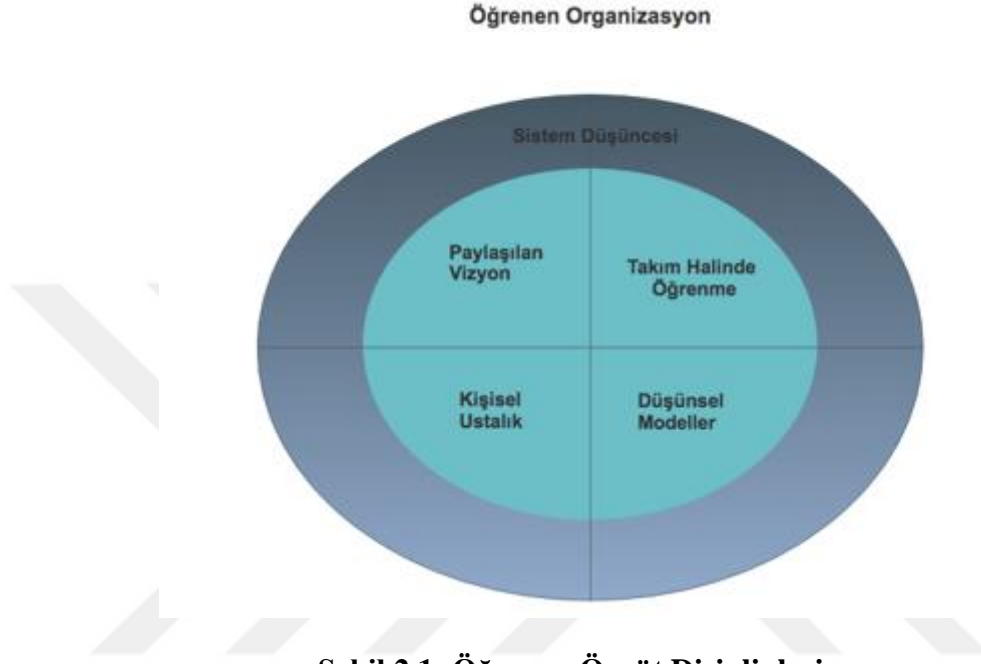 Öğrenen Organizasyon
Sistem Düşüncesi
Paylaşılan
Vizyon
Takım Halinde
Öğrenme
Kişisel
Ustalık
Düşünsel
Modeller
Şekil 2.1: Öğrenen Örgüt Disiplinleri